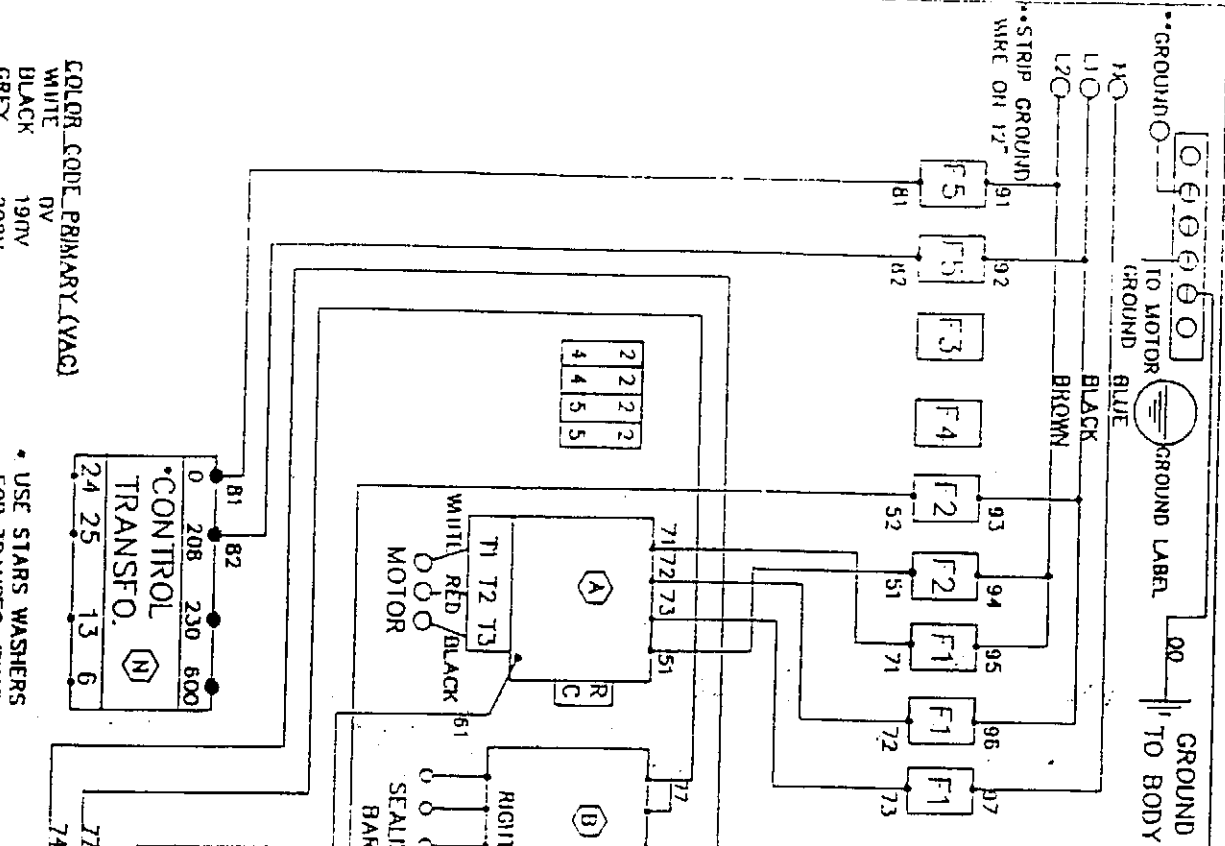 **GROUND
N
L1
L2
**STRIP GROUND
WIRE ON 12"
TO MOTOR
GROUND
BLUE
BLACK
BROWN
GROUND LABEL
00
GROUND
TO BODY
F5
91
81
F5
92
82
F3
F4
F2
93
52
F2
94
51
F1
95
71
F1
96
72
F1
97
73
2 2 2 2
4 4 5 5
71 72 73
51
A
T1 T2 T3
WHITE RED BLACK
MOTOR
R
C
61
77
B
RIGHT
COLOR CODE PRIMARY (VAC)
WHITE 0V
BLACK 190V
GREY 208V
81
82
0 208 230 600
*CONTROL
TRANSFO.
N
24 25 13 6
* USE STARS WASHERS
77
74